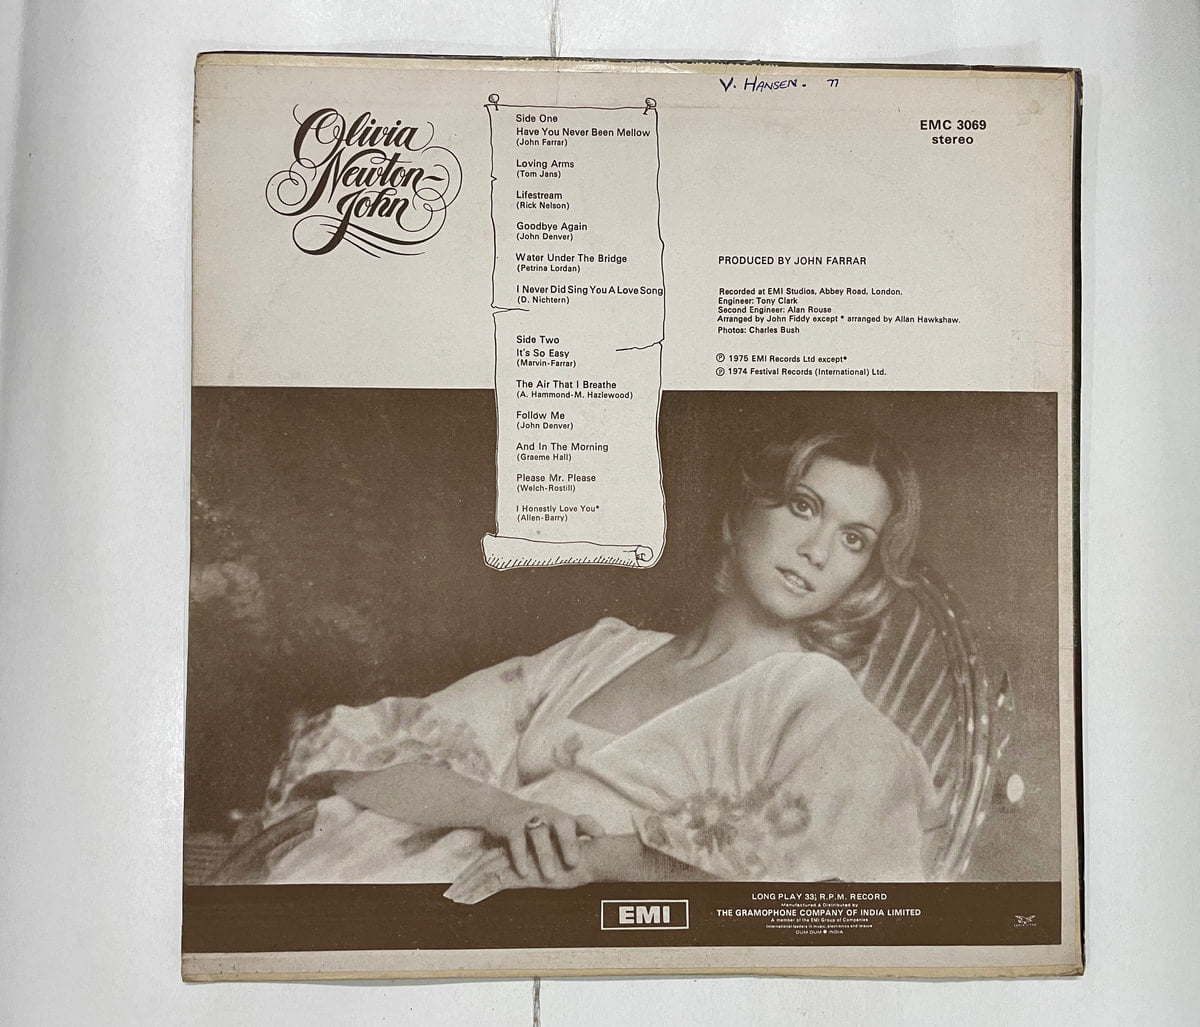 V. HANSEN. 77
Olivia
Newton-
John
EMC 3069
stereo
Side One
Have You Never Been Mellow
(John Farrar)
Loving Arms
(Tom Jans)
Lifestream
(Rick Nelson)
Goodbye Again
(John Denver)
Water Under The Bridge
(Petrina Lordan)
I Never Did Sing You A Love Song
(D. Nichtern)
Side Two
It's So Easy
(Marvin-Farrar)
The Air That I Breathe
(A. Hammond-M. Hazlewood)
Follow Me
(John Denver)
And In The Morning
(Graeme Hall)
Please Mr. Please
(Welch-Rostill)
I Honestly Love You*
(Allen-Barry)
PRODUCED BY JOHN FARRAR
Recorded at EMI Studios, Abbey Road, London.
Engineer: Tony Clark
Second Engineer: Alan Rouse
Arranged by John Fiddy except * arranged by Allan Hawkshaw.
Photos: Charles Bush
℗ 1975 EMI Records Ltd except*
℗ 1974 Festival Records (International) Ltd.
EMI
LONG PLAY 33⅓ R.P.M. RECORD
Manufactured & Distributed by
THE GRAMOPHONE COMPANY OF INDIA LIMITED
A member of the EMI Group of Companies
International leaders in music, electronics and leisure
DUM DUM ● INDIA